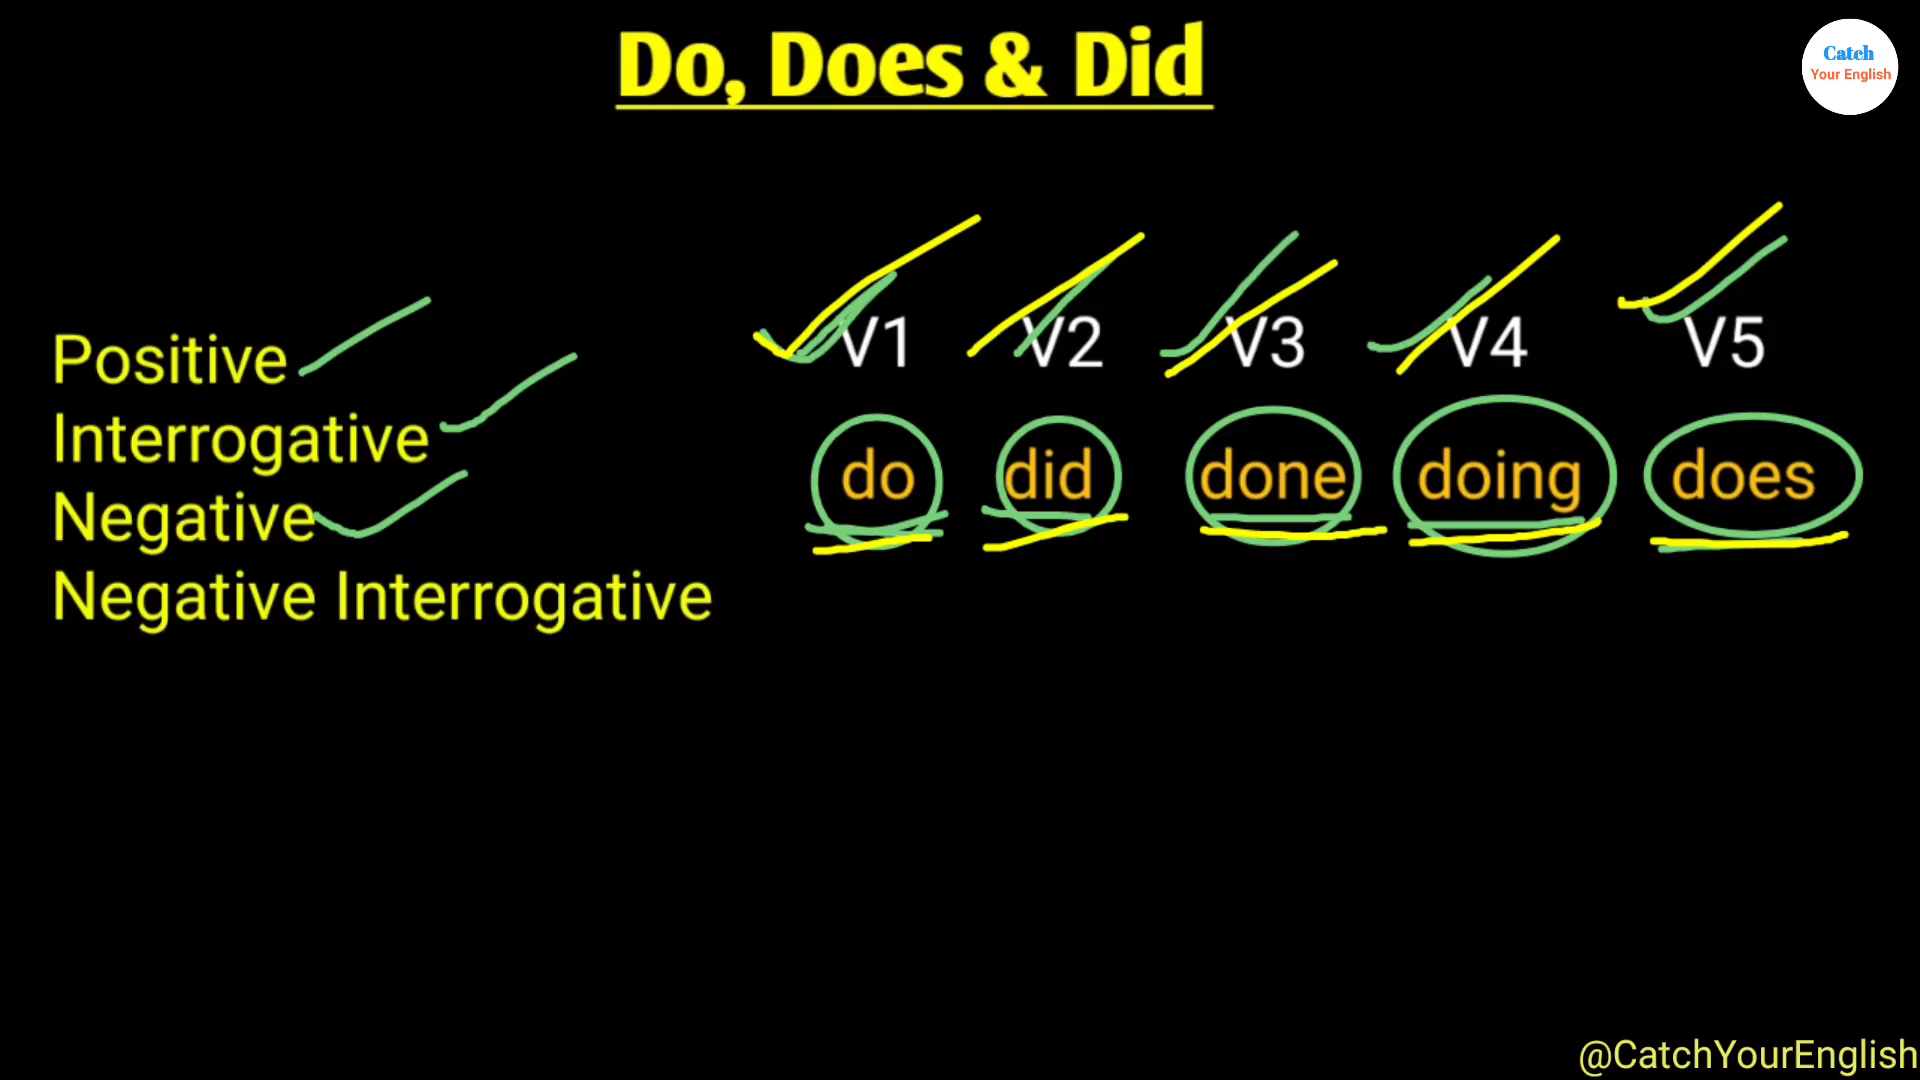 Do, Does & Did
Catch
Your English
Positive
Interrogative
Negative
Negative Interrogative
V1 V2 V3 V4 V5
do did done doing does
@CatchYourEnglish